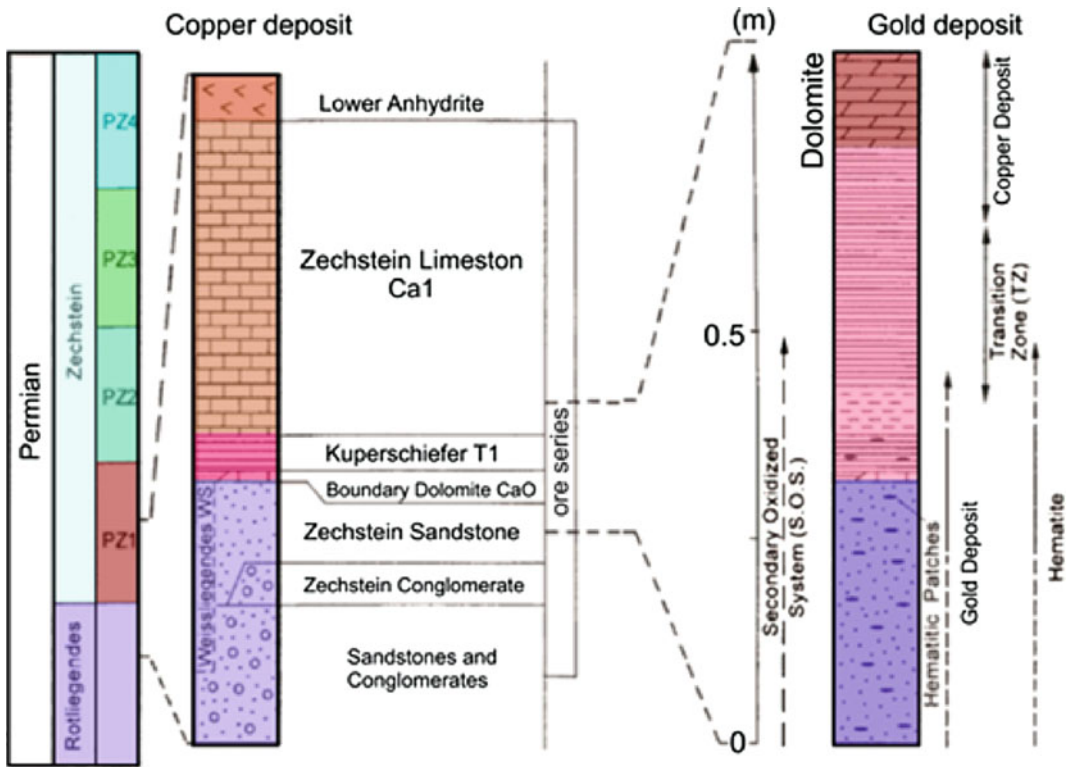 Copper deposit
(m)
Gold deposit
Permian
Zechstein
Rotliegendes
PZ4
PZ3
PZ2
PZ1
Weissliegendes WS
Lower Anhydrite
Zechstein Limeston
Ca1
Kuperschiefer T1
Boundary Dolomite CaO
Zechstein Sandstone
Zechstein Conglomerate
Sandstones and
Conglomerates
ore series
0.5
0
Secondary Oxidized
System (S.O.S.)
Dolomite
Copper Deposit
Transition
Zone (TZ)
Hematitic Patches
Gold Deposit
Hematite